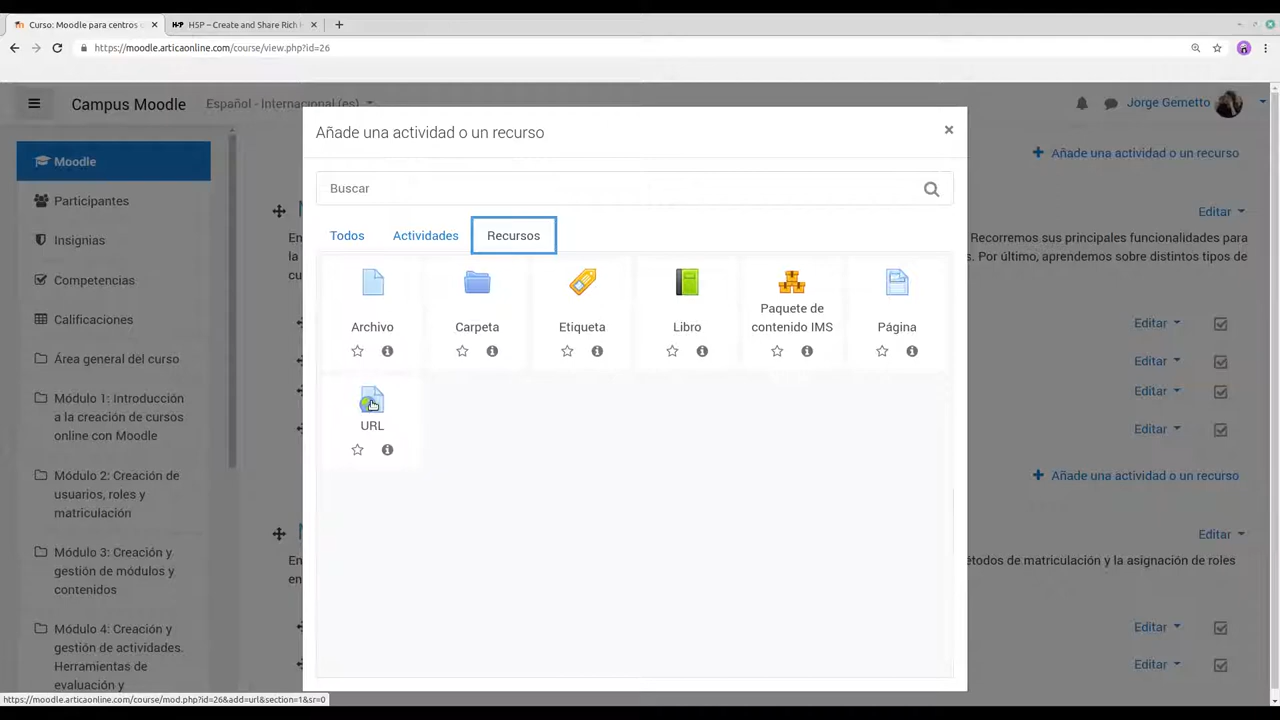 Curso: Moodle para centros
H5P – Create and Share Rich
https://moodle.articaonline.com/course/view.php?id=26
Campus Moodle
Español - Internacional (es)
Jorge Gemetto
Añade una actividad o un recurso
Moodle
Participantes
Insignias
Competencias
Calificaciones
Área general del curso
Módulo 1: Introducción
a la creación de cursos
online con Moodle
Módulo 2: Creación de
usuarios, roles y
matriculación
Módulo 3: Creación y
gestión de módulos y
contenidos
Módulo 4: Creación y
gestión de actividades.
Herramientas de
evaluación y
Añade una actividad o un recurso
Buscar
Todos
Actividades
Recursos
Archivo
Carpeta
Etiqueta
Libro
Paquete de
contenido IMS
Página
URL
Editar
En
Recorremos sus principales funcionalidades para
la
s. Por último, aprendemos sobre distintos tipos de
cu
Editar
Editar
Editar
Editar
Añade una actividad o un recurso
Editar
En
étodos de matriculación y la asignación de roles
en
Editar
Editar
https://moodle.articaonline.com/course/mod.php?id=26&add=url&section=1&sr=0